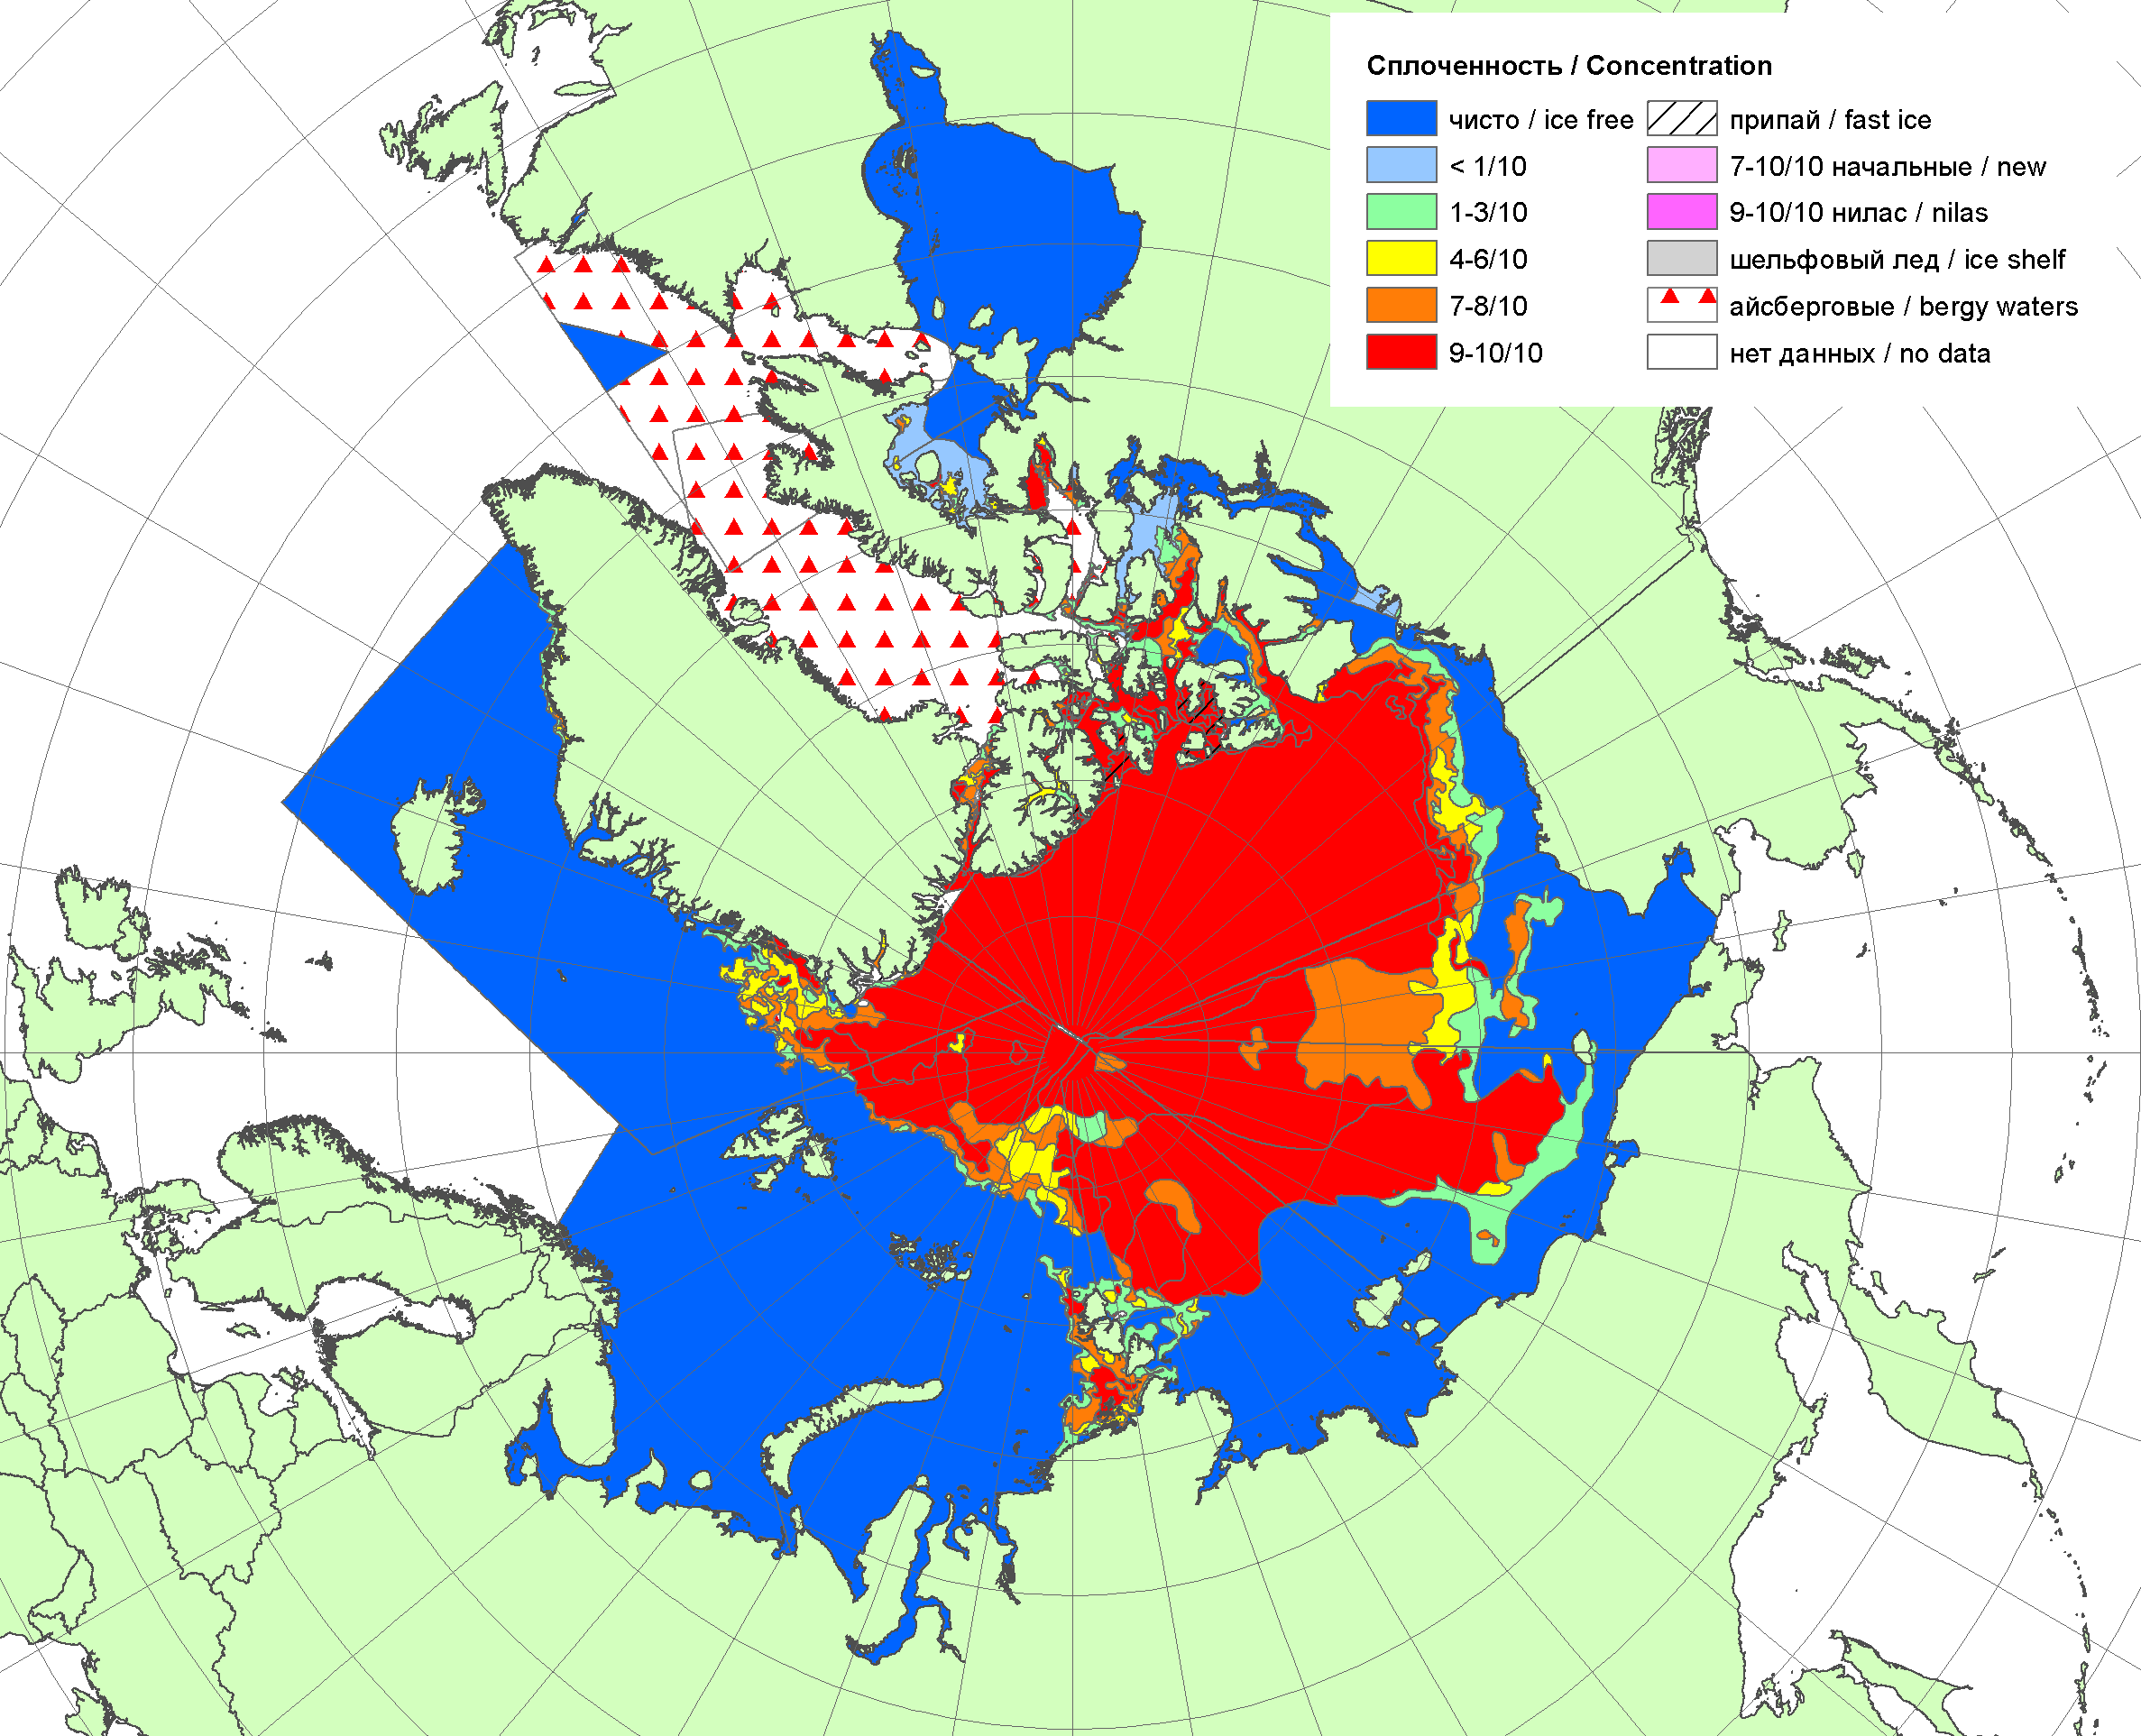 Сплоченность / Concentration
чисто / ice free
< 1/10
1-3/10
4-6/10
7-8/10
9-10/10
припай / fast ice
7-10/10 начальные / new
9-10/10 нилас / nilas
шельфовый лед / ice shelf
айсберговые / bergy waters
нет данных / no data